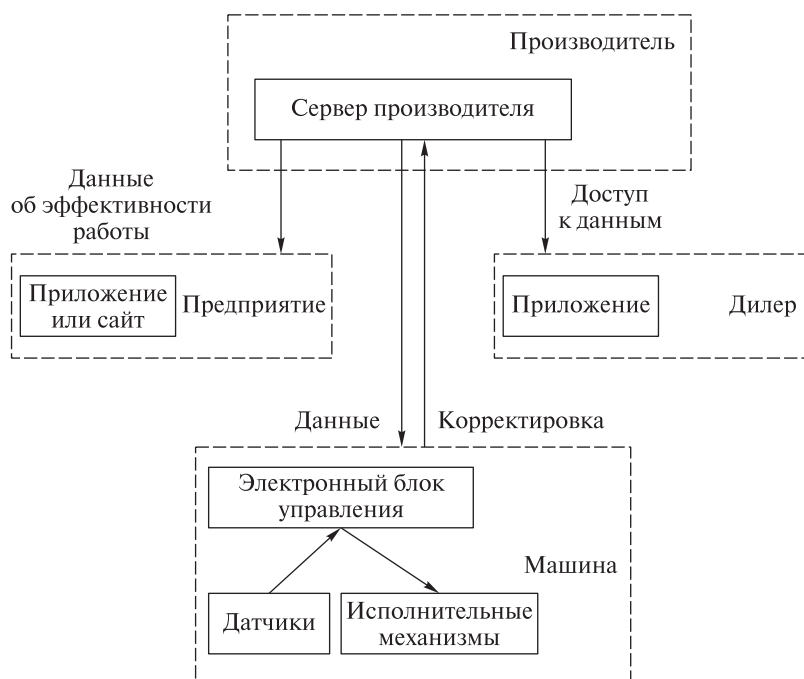 Производитель
Сервер производителя
Данные
об эффективности
работы
Доступ
к данным
Приложение
или сайт
Предприятие
Приложение
Дилер
Данные
Корректировка
Электронный блок
управления
Машина
Датчики
Исполнительные
механизмы